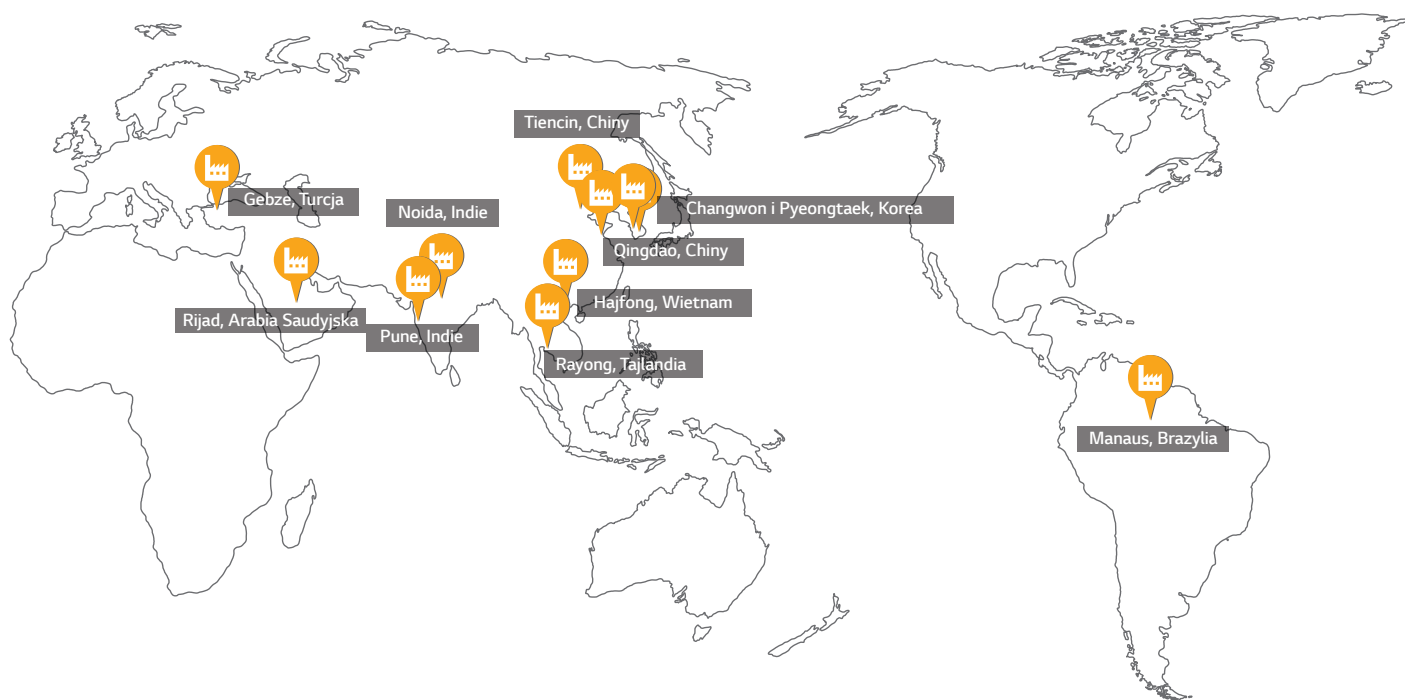 Tiencin, Chiny
Gebze, Turcja
Changwon i Pyeongtaek, Korea
Noida, Indie
Qingdao, Chiny
Hajfong, Wietnam
Rijad, Arabia Saudyjska
Pune, Indie
Rayong, Tajlandia
Manaus, Brazylia